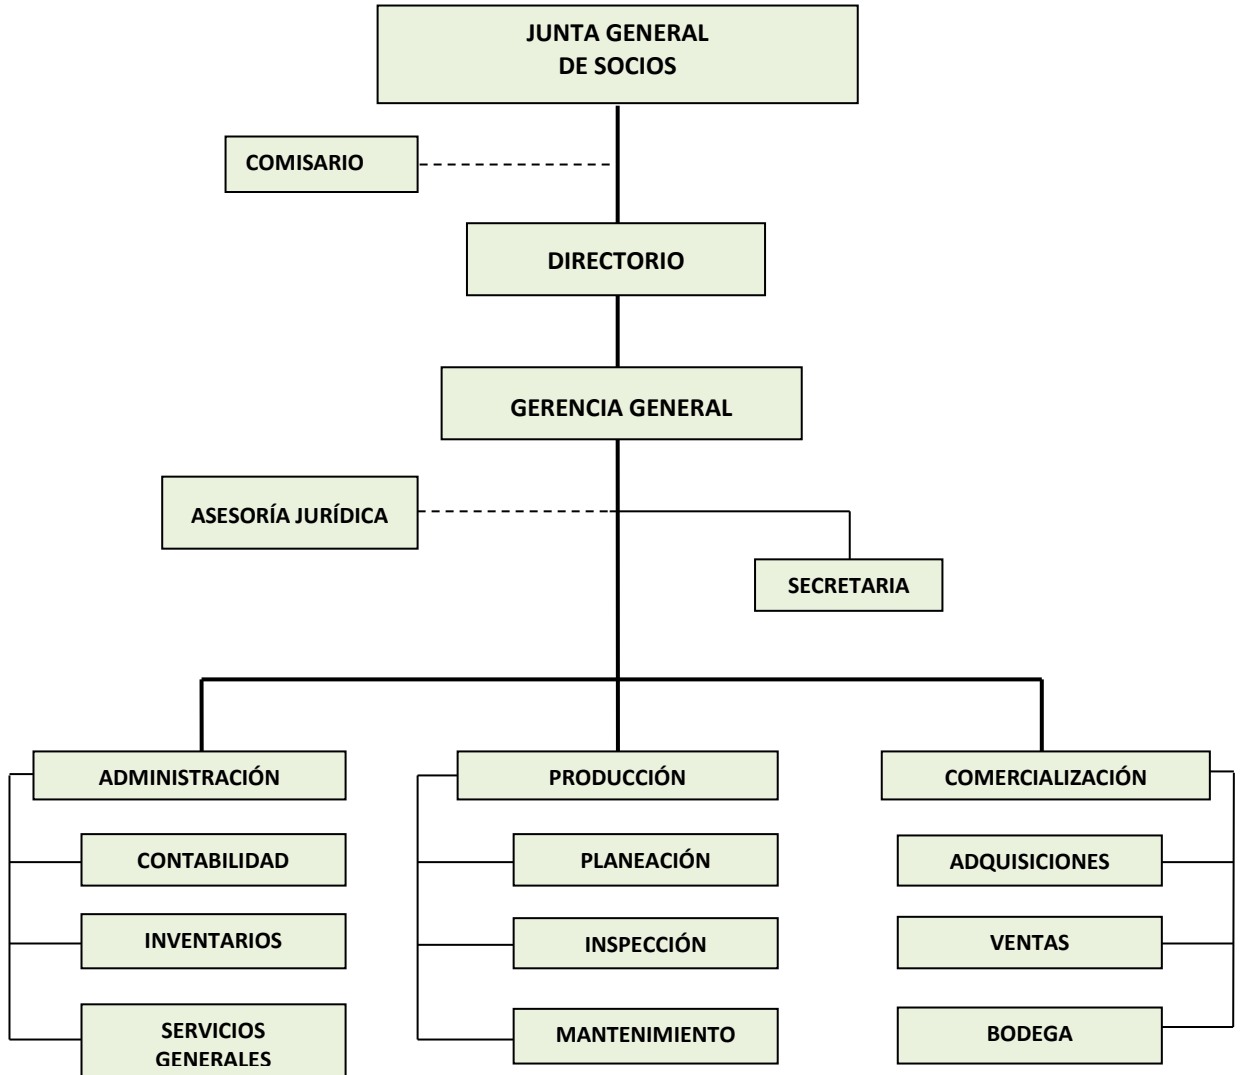 JUNTA GENERAL
DE SOCIOS
COMISARIO
DIRECTORIO
GERENCIA GENERAL
ASESORÍA JURÍDICA
SECRETARIA
ADMINISTRACIÓN
PRODUCCIÓN
COMERCIALIZACIÓN
CONTABILIDAD
PLANEACIÓN
ADQUISICIONES
INVENTARIOS
INSPECCIÓN
VENTAS
SERVICIOS
GENERALES
MANTENIMIENTO
BODEGA